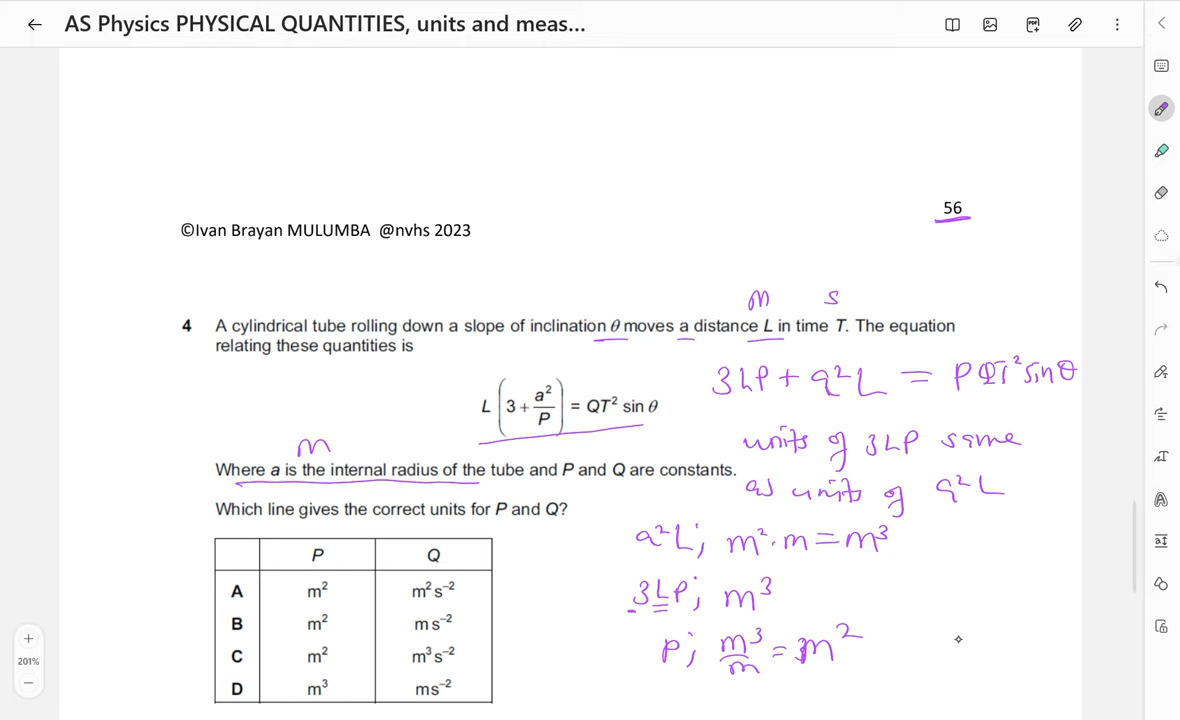 AS Physics PHYSICAL QUANTITIES, units and meas...
56
©Ivan Brayan MULUMBA @nvhs 2023
m s
4 A cylindrical tube rolling down a slope of inclination θ moves a distance L in time T. The equation
relating these quantities is
3LP + a²L = PQT² sin θ
L (3 + a²/P) = QT² sin θ
units of 3LP same
m
Where a is the internal radius of the tube and P and Q are constants.
as units of a²L
Which line gives the correct units for P and Q?
a²L; m².m = m³
P Q
A m² m² s⁻²
3LP; m³
B m² m s⁻²
P; m³/m = m²
C m² m³ s⁻²
D m³ ms⁻²
201%